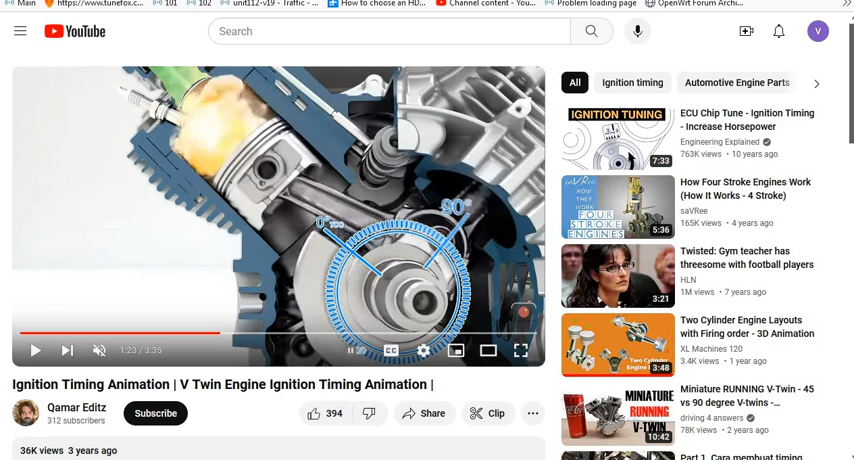 Main
https://www.tunefox.c...
101
102
unit112-v19 - Traffic - ...
How to choose an HD...
Channel content - You...
Problem loading page
OpenWrt Forum Archi...
YouTube
Search
V
0° TDC
90°
1:23 / 3:35
CC
Ignition Timing Animation | V Twin Engine Ignition Timing Animation |
Qamar Editz
312 subscribers
Subscribe
394
Share
Clip
36K views 3 years ago
All
Ignition timing
Automotive Engine Parts
IGNITION TUNING
7:33
ECU Chip Tune - Ignition Timing
- Increase Horsepower
Engineering Explained
763K views • 10 years ago
saVRee
HOW
THEY
WORK
FOUR
STROKE
ENGINES
5:36
How Four Stroke Engines Work
(How It Works - 4 Stroke)
saVRee
165K views • 4 years ago
3:21
Twisted: Gym teacher has
threesome with football players
HLN
1M views • 7 years ago
Two Cylinder
Engine
3:48
Two Cylinder Engine Layouts
with Firing order - 3D Animation
XL Machines 120
3.4K views • 1 year ago
MINIATURE
RUNNING
V-TWIN
10:42
Miniature RUNNING V-Twin - 45
vs 90 degree V-twins -...
driving 4 answers
78K views • 2 years ago
Part 1. Cara membuat timing